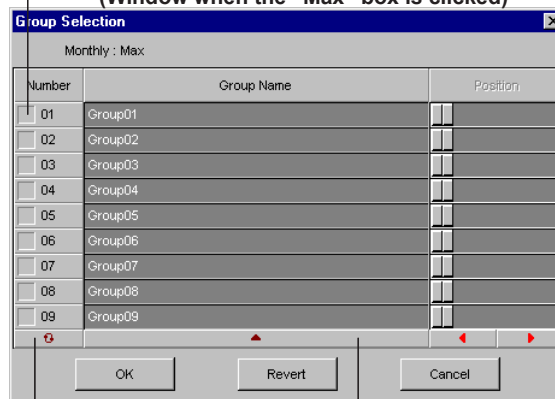 (Window when the "Max" box is clicked)
Group Selection
Monthly : Max
Number Group Name Position
01 Group01
02 Group02
03 Group03
04 Group04
05 Group05
06 Group06
07 Group07
08 Group08
09 Group09
OK Revert Cancel